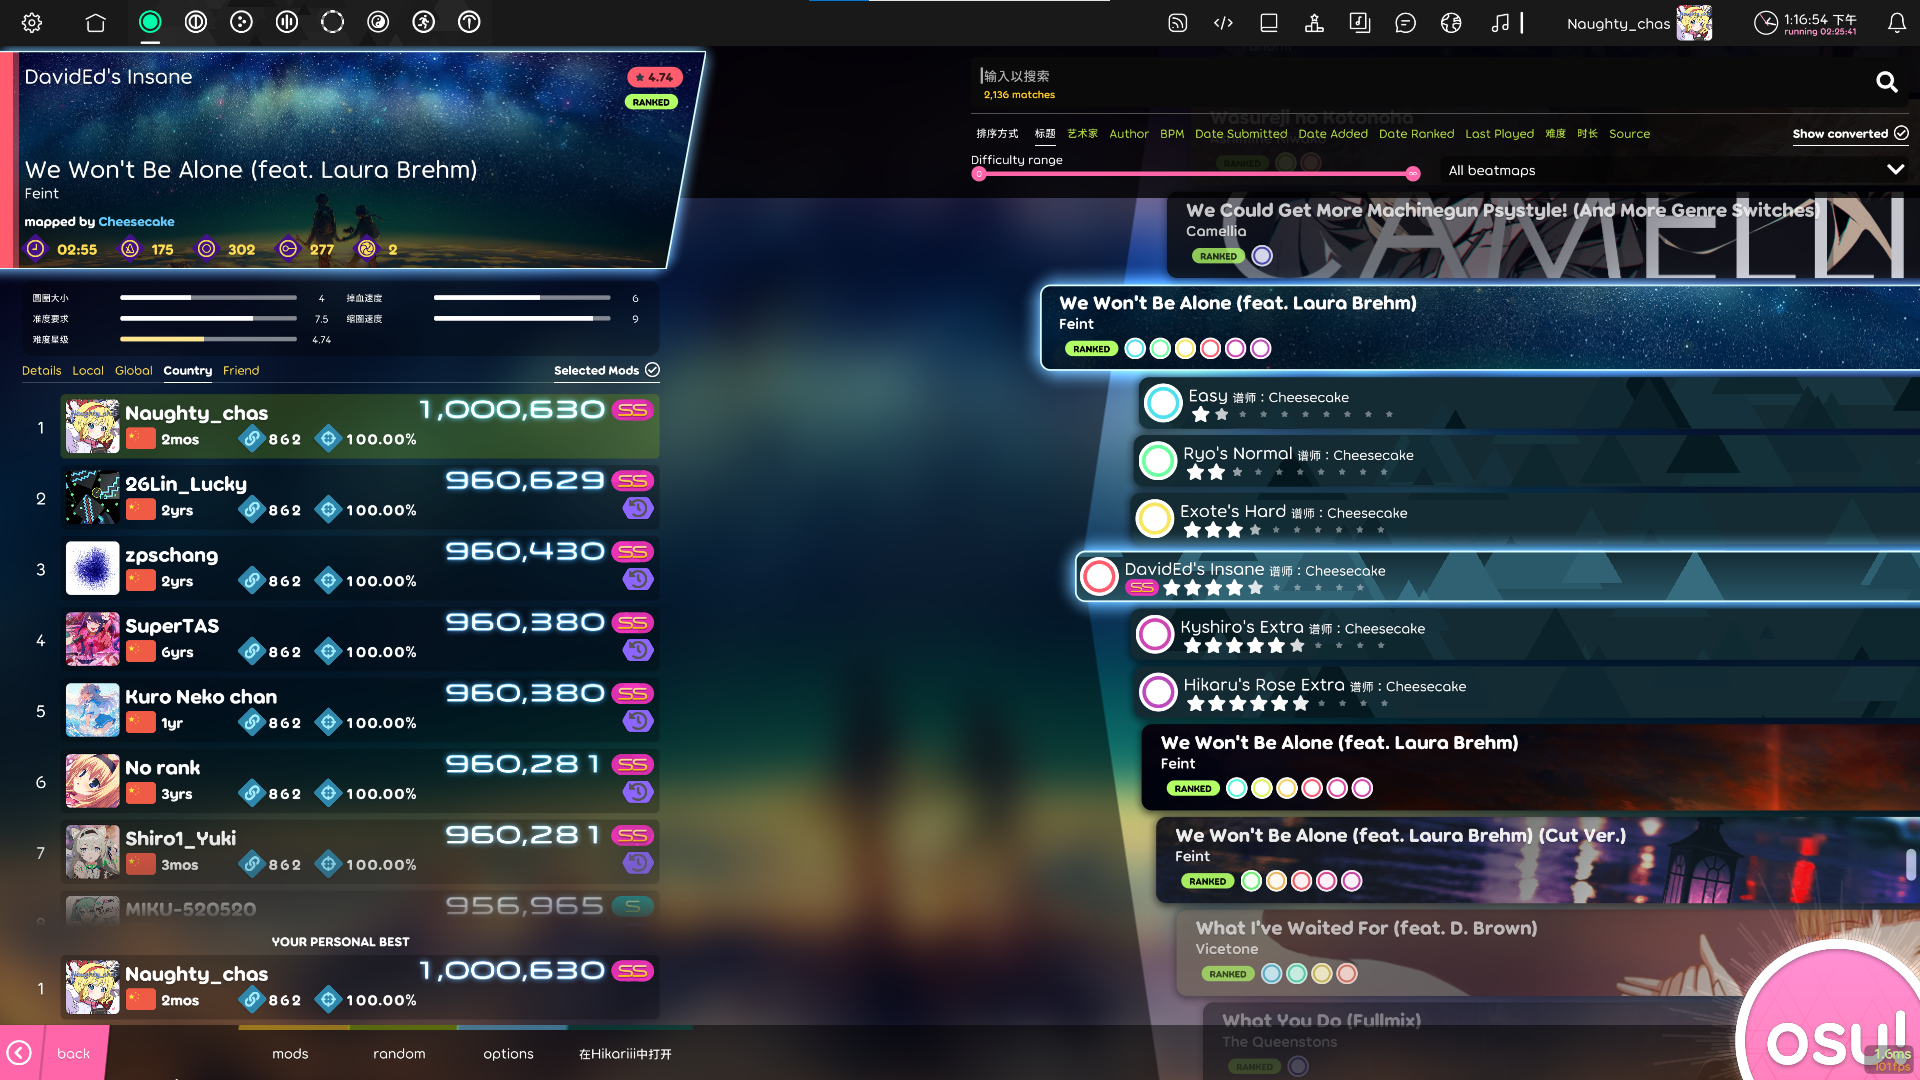 Naughty_chas
1:16:54 下午
running 02:25:41
DavidEd's Insane
4.74
RANKED
We Won't Be Alone (feat. Laura Brehm)
Feint
mapped by Cheesecake
02:55 175 302 277 2
圆圈大小 4 掉血速度 6
准度要求 7.5 缩圈速度 9
难度星级 4.74
Details Local Global Country Friend Selected Mods
1 Naughty_chas 1,000,630 SS
2mos 862 100.00%
2 26Lin_Lucky 960,629 SS
2yrs 862 100.00%
3 zpschang 960,430 SS
2yrs 862 100.00%
4 SuperTAS 960,380 SS
6yrs 862 100.00%
5 Kuro Neko chan 960,380 SS
1yr 862 100.00%
6 No rank 960,281 SS
3yrs 862 100.00%
7 Shiro1_Yuki 960,281 SS
3mos 862 100.00%
8 MIKU-520520 956,965 S
YOUR PERSONAL BEST
1 Naughty_chas 1,000,630 SS
2mos 862 100.00%
back mods random options 在Hikariii中打开
输入以搜索
2,136 matches
Wasureji no Kotonoha
RANKED
排序方式 标题 艺术家 Author BPM Date Submitted Date Added Date Ranked Last Played 难度 时长 Source Show converted
Difficulty range
0 ∞
All beatmaps
We Could Get More Machinegun Psystyle! (And More Genre Switches)
Camellia
RANKED
CAMELLI
We Won't Be Alone (feat. Laura Brehm)
Feint
RANKED
Easy 谱师：Cheesecake
Ryo's Normal 谱师：Cheesecake
Exote's Hard 谱师：Cheesecake
DavidEd's Insane 谱师：Cheesecake
SS
Kyshiro's Extra 谱师：Cheesecake
Hikaru's Rose Extra 谱师：Cheesecake
We Won't Be Alone (feat. Laura Brehm)
Feint
RANKED
We Won't Be Alone (feat. Laura Brehm) (Cut Ver.)
Feint
RANKED
What I've Waited For (feat. D. Brown)
Vicetone
RANKED
What You Do (Fullmix)
The Queenstons
RANKED
osu!
1.6ms
101fps